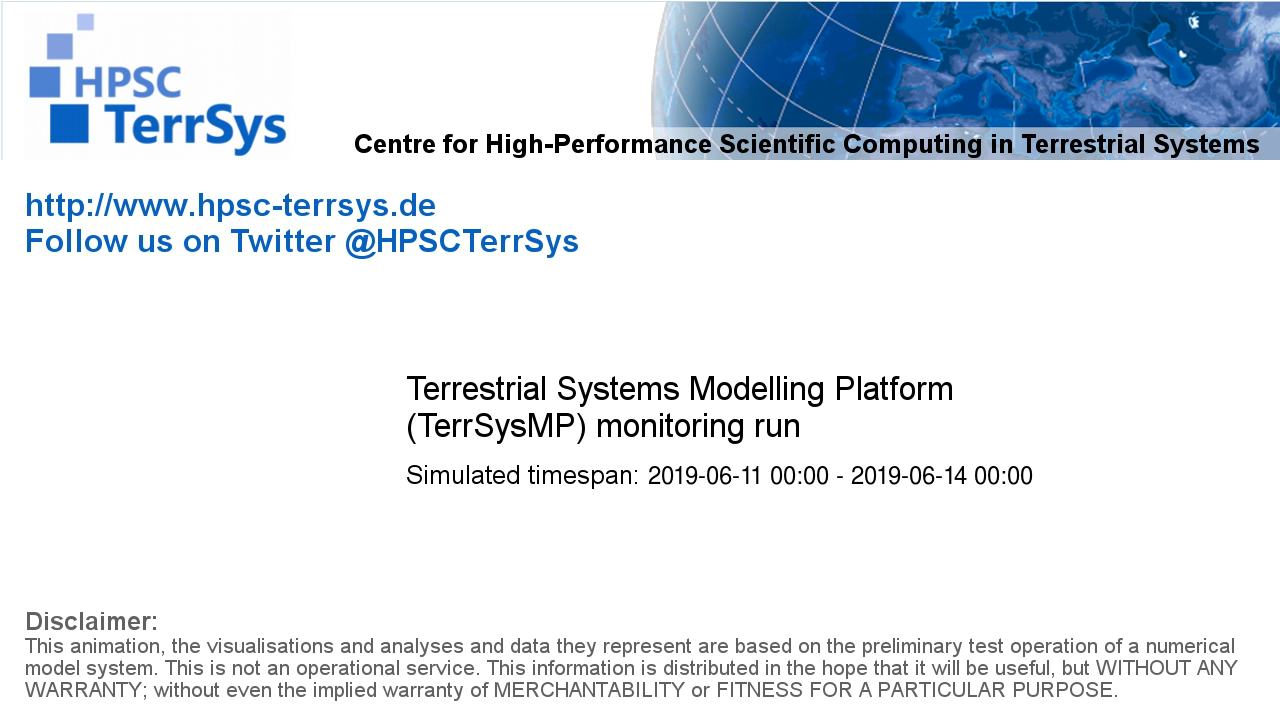 HPSC
TerrSys
Centre for High-Performance Scientific Computing in Terrestrial Systems
http://www.hpsc-terrsys.de
Follow us on Twitter @HPSCTerrSys
Terrestrial Systems Modelling Platform
(TerrSysMP) monitoring run
Simulated timespan: 2019-06-11 00:00 - 2019-06-14 00:00
Disclaimer:
This animation, the visualisations and analyses and data they represent are based on the preliminary test operation of a numerical
model system. This is not an operational service. This information is distributed in the hope that it will be useful, but WITHOUT ANY
WARRANTY; without even the implied warranty of MERCHANTABILITY or FITNESS FOR A PARTICULAR PURPOSE.